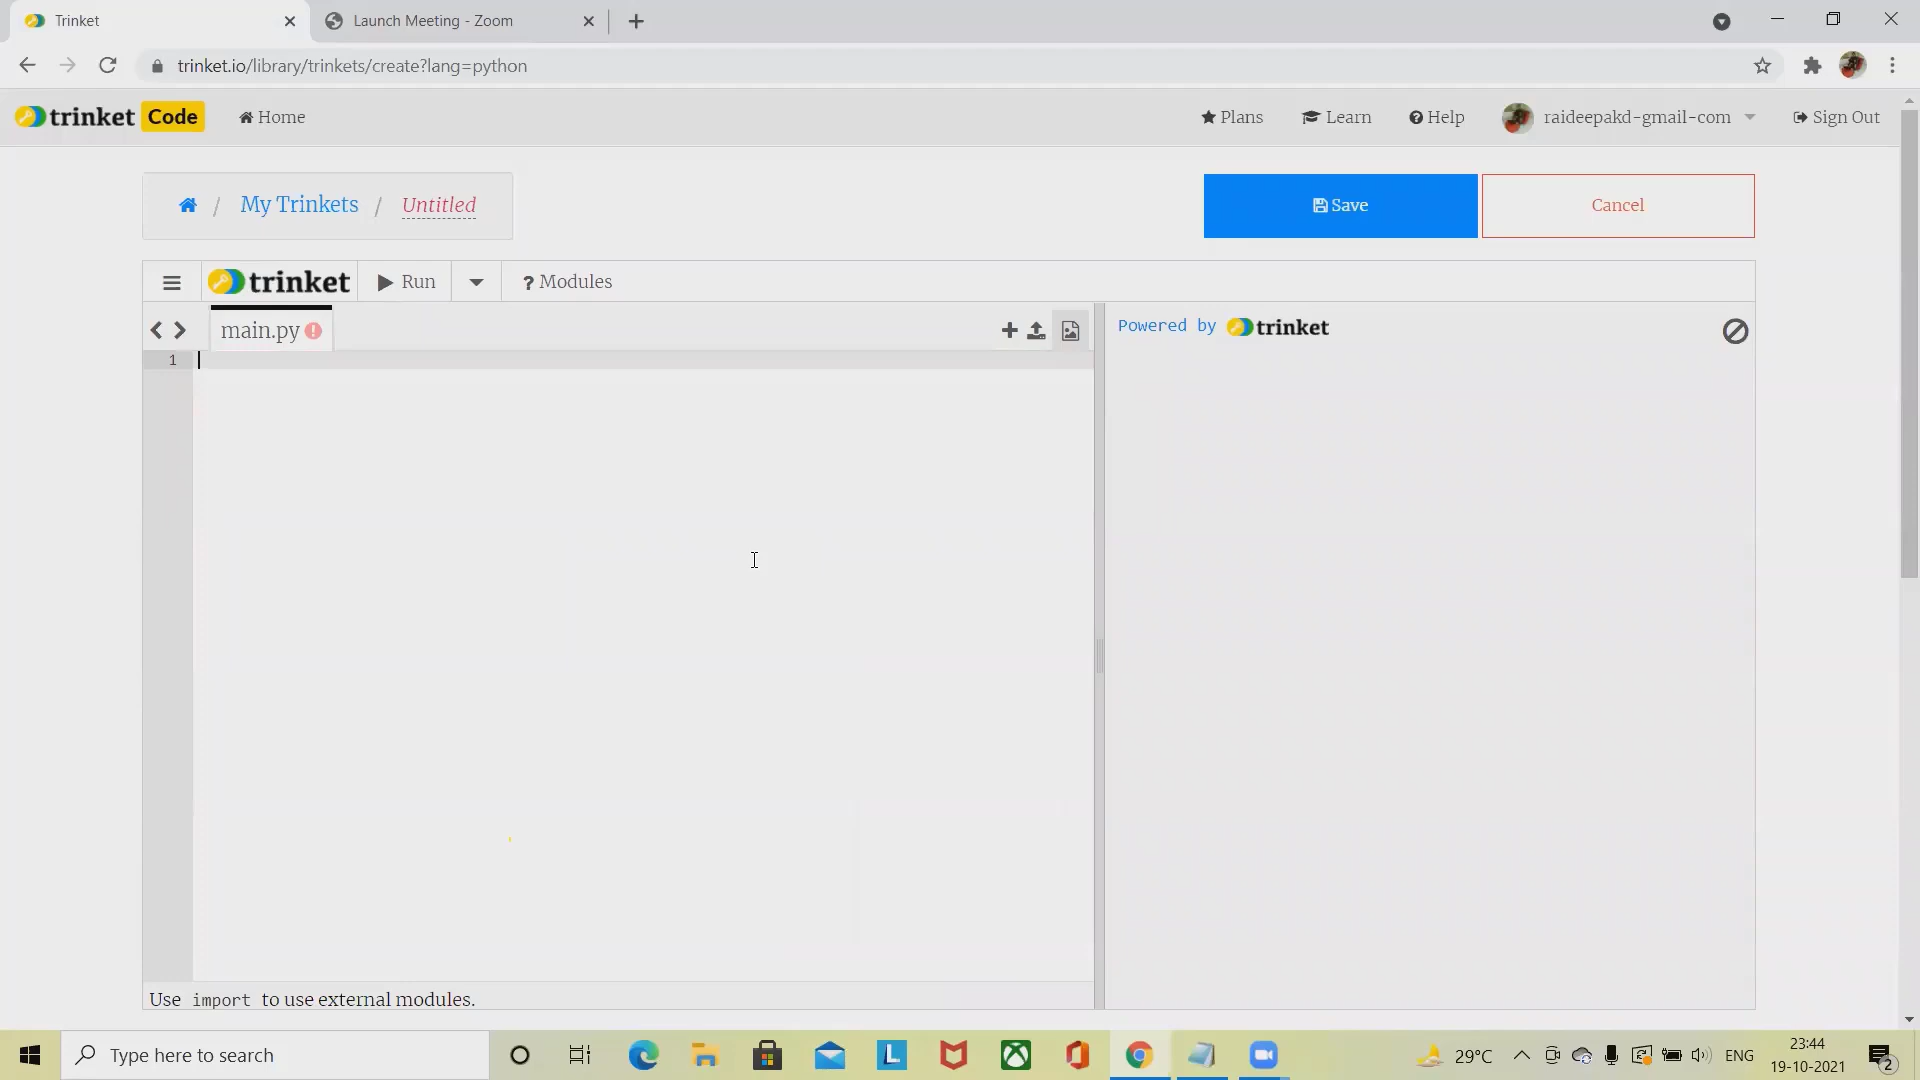 Trinket
Launch Meeting - Zoom
trinket.io/library/trinkets/create?lang=python
trinket Code
Home
Plans
Learn
Help
raideepakd-gmail-com
Sign Out
/ My Trinkets / Untitled
Save
Cancel
trinket
Run
? Modules
main.py
Powered by trinket
1
Use import to use external modules.
Type here to search
29°C
ENG
23:44
19-10-2021
2